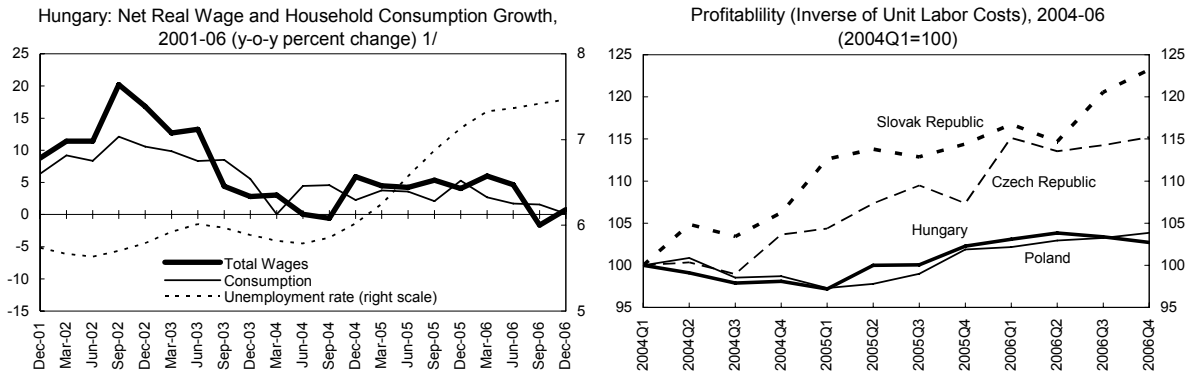 Hungary: Net Real Wage and Household Consumption Growth,
2001-06 (y-o-y percent change) 1/
25
20
15
10
5
0
-5
-10
-15
8
7
6
5
Total Wages
Consumption
Unemployment rate (right scale)
Dec-01
Mar-02
Jun-02
Sep-02
Dec-02
Mar-03
Jun-03
Sep-03
Dec-03
Mar-04
Jun-04
Sep-04
Dec-04
Mar-05
Jun-05
Sep-05
Dec-05
Mar-06
Jun-06
Sep-06
Dec-06
Profitablility (Inverse of Unit Labor Costs), 2004-06
(2004Q1=100)
125
120
115
110
105
100
95
125
120
115
110
105
100
95
Slovak Republic
Czech Republic
Hungary
Poland
2004Q1
2004Q2
2004Q3
2004Q4
2005Q1
2005Q2
2005Q3
2005Q4
2006Q1
2006Q2
2006Q3
2006Q4